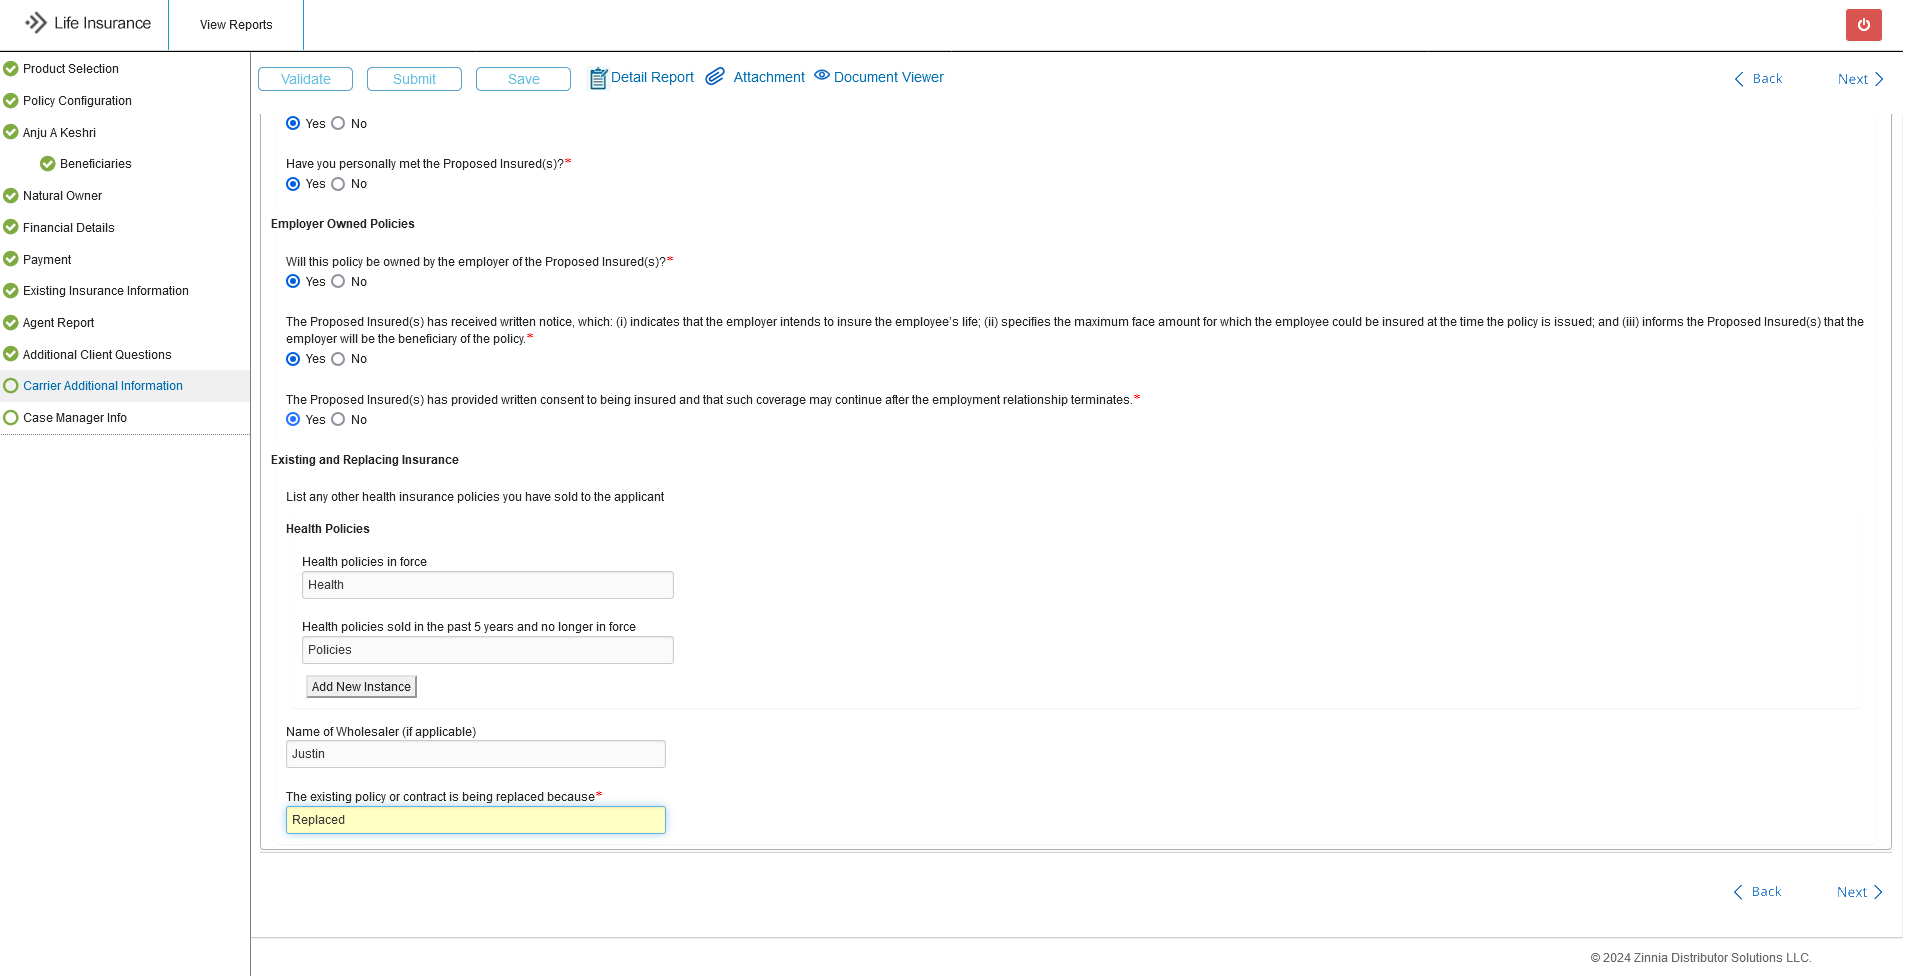 Life Insurance
View Reports
Product Selection
Policy Configuration
Anju A Keshri
Beneficiaries
Natural Owner
Financial Details
Payment
Existing Insurance Information
Agent Report
Additional Client Questions
Carrier Additional Information
Case Manager Info
Validate
Submit
Save
Detail Report
Attachment
Document Viewer
Back
Next
Yes No
Have you personally met the Proposed Insured(s)?*
Yes No
Employer Owned Policies
Will this policy be owned by the employer of the Proposed Insured(s)?*
Yes No
The Proposed Insured(s) has received written notice, which: (i) indicates that the employer intends to insure the employee's life; (ii) specifies the maximum face amount for which the employee could be insured at the time the policy is issued; and (iii) informs the Proposed Insured(s) that the
employer will be the beneficiary of the policy.*
Yes No
The Proposed Insured(s) has provided written consent to being insured and that such coverage may continue after the employment relationship terminates.*
Yes No
Existing and Replacing Insurance
List any other health insurance policies you have sold to the applicant
Health Policies
Health policies in force
Health
Health policies sold in the past 5 years and no longer in force
Policies
Add New Instance
Name of Wholesaler (if applicable)
Justin
The existing policy or contract is being replaced because*
Replaced
Back
Next
© 2024 Zinnia Distributor Solutions LLC.